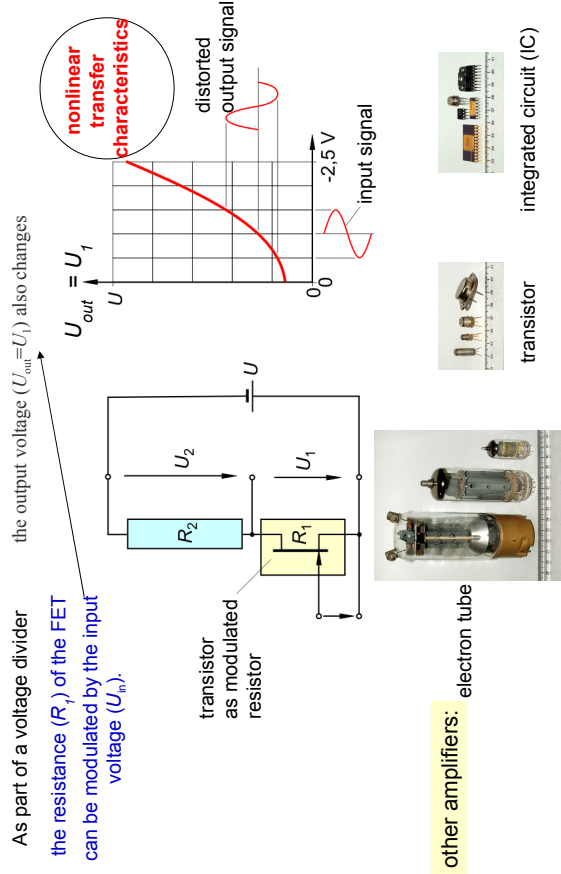 As part of a voltage divider
the output voltage (Uout=U1) also changes
the resistance (R1) of the FET
can be modulated by the input
voltage (Uin).
transistor
as modulated
resistor
R2
R1
U2
U1
U
Uout = U1
U
0
0
-2,5 V
nonlinear
transfer
characteristics
distorted
output signal
input signal
other amplifiers:
electron tube
transistor
integrated circuit (IC)